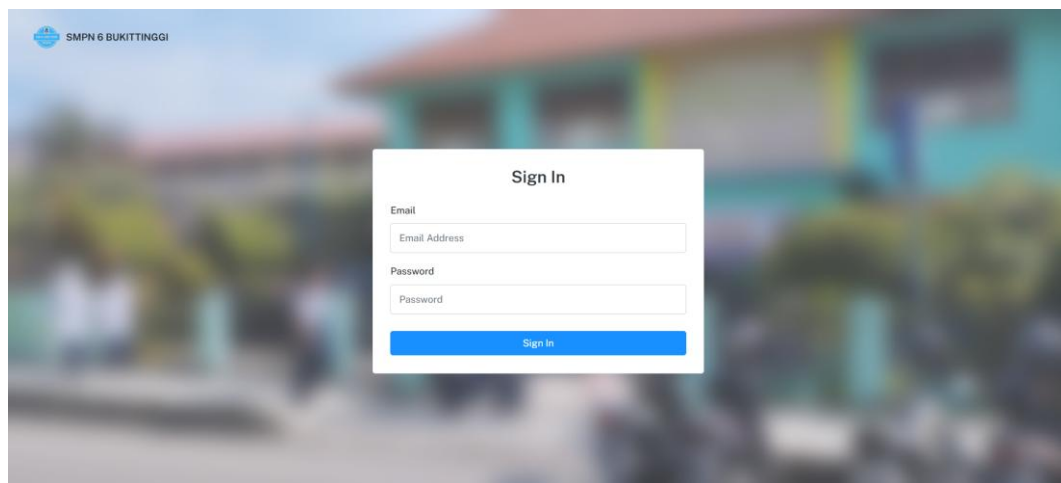 SMPN 6 BUKITTINGGI
Sign In
Email
Email Address
Password
Password
Sign In